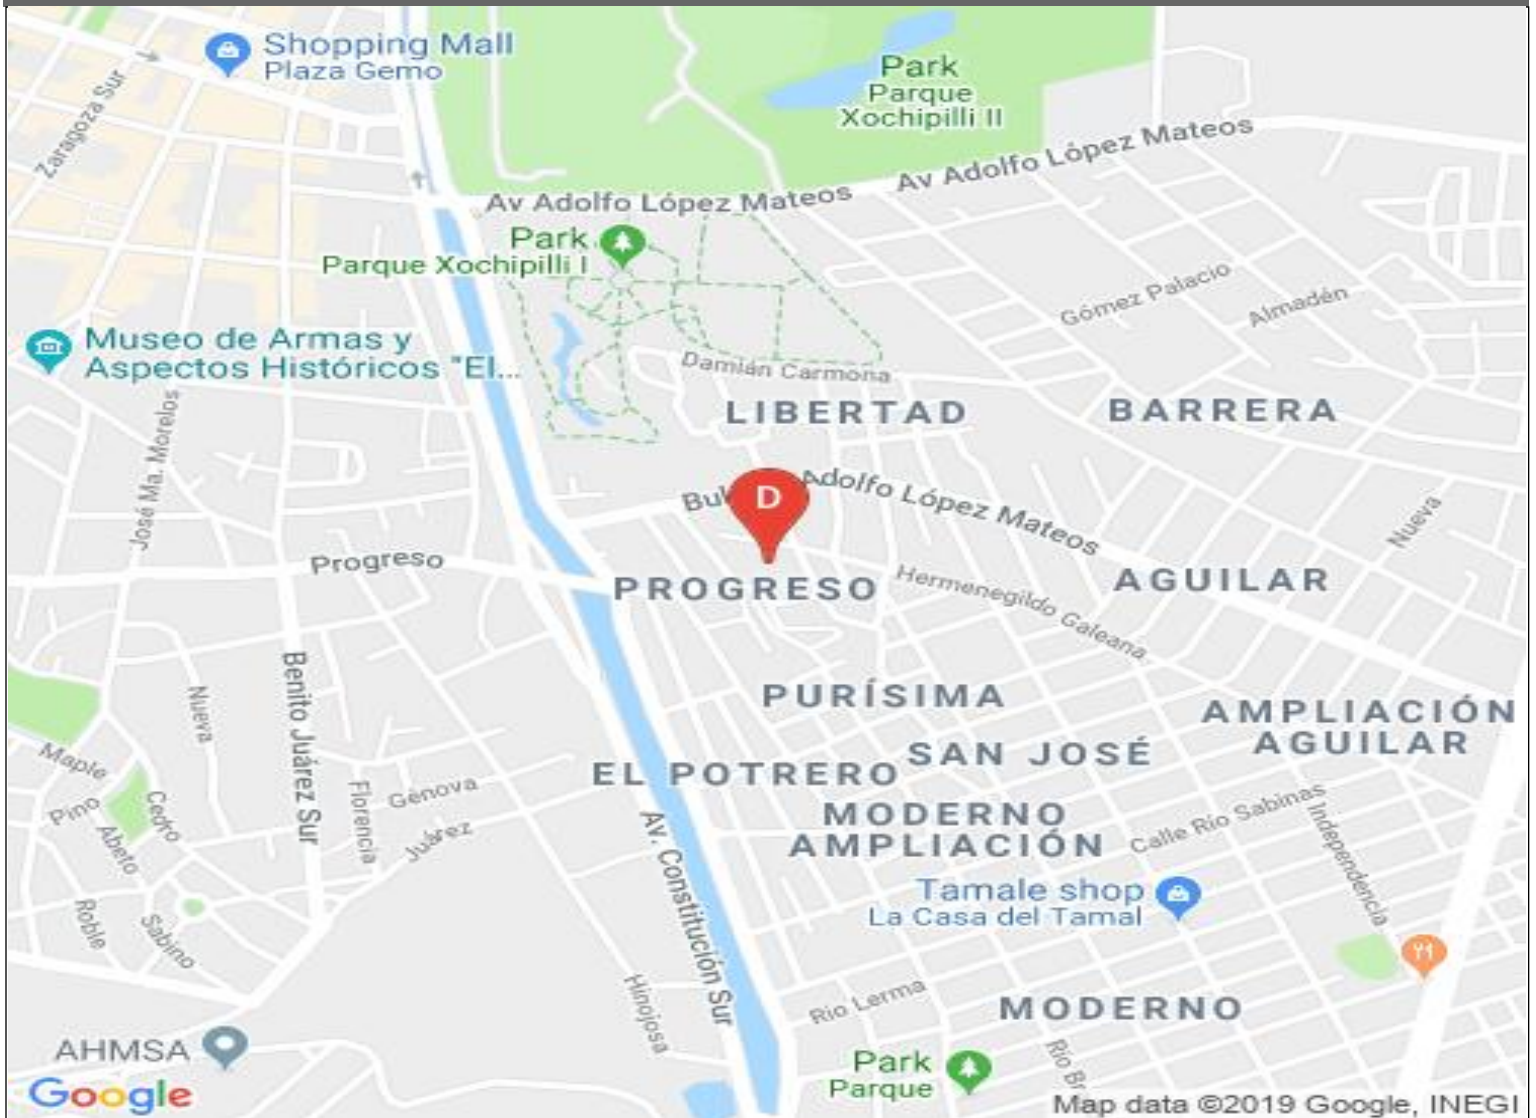 Shopping Mall
Plaza Gemo
Park
Parque
Xochipilli II
Zaragoza Sur
Av Adolfo López Mateos
Av Adolfo López Mateos
Park
Parque Xochipilli I
Gómez Palacio
Almadén
Museo de Armas y
Aspectos Históricos "El...
Damián Carmona
LIBERTAD
BARRERA
José Ma. Morelos
D
Adolfo López Mateos
Nueva
Progreso
PROGRESO
Hermenegildo Galeana
AGUILAR
Benito Juárez Sur
Nueva
PURÍSIMA
AMPLIACIÓN
AGUILAR
SAN JOSÉ
EL POTRERO
Maple
Pino
Abeto
Cedro
Florencia
Génova
Juárez
MODERNO
AMPLIACIÓN
Calle Río Sabinas
Independencia
Av. Constitución Sur
Tamale shop
La Casa del Tamal
Roble
Sabino
Hinojosa
Río Lerma
MODERNO
AHMSA
Park
Parque
Google
Map data ©2019 Google, INEGI